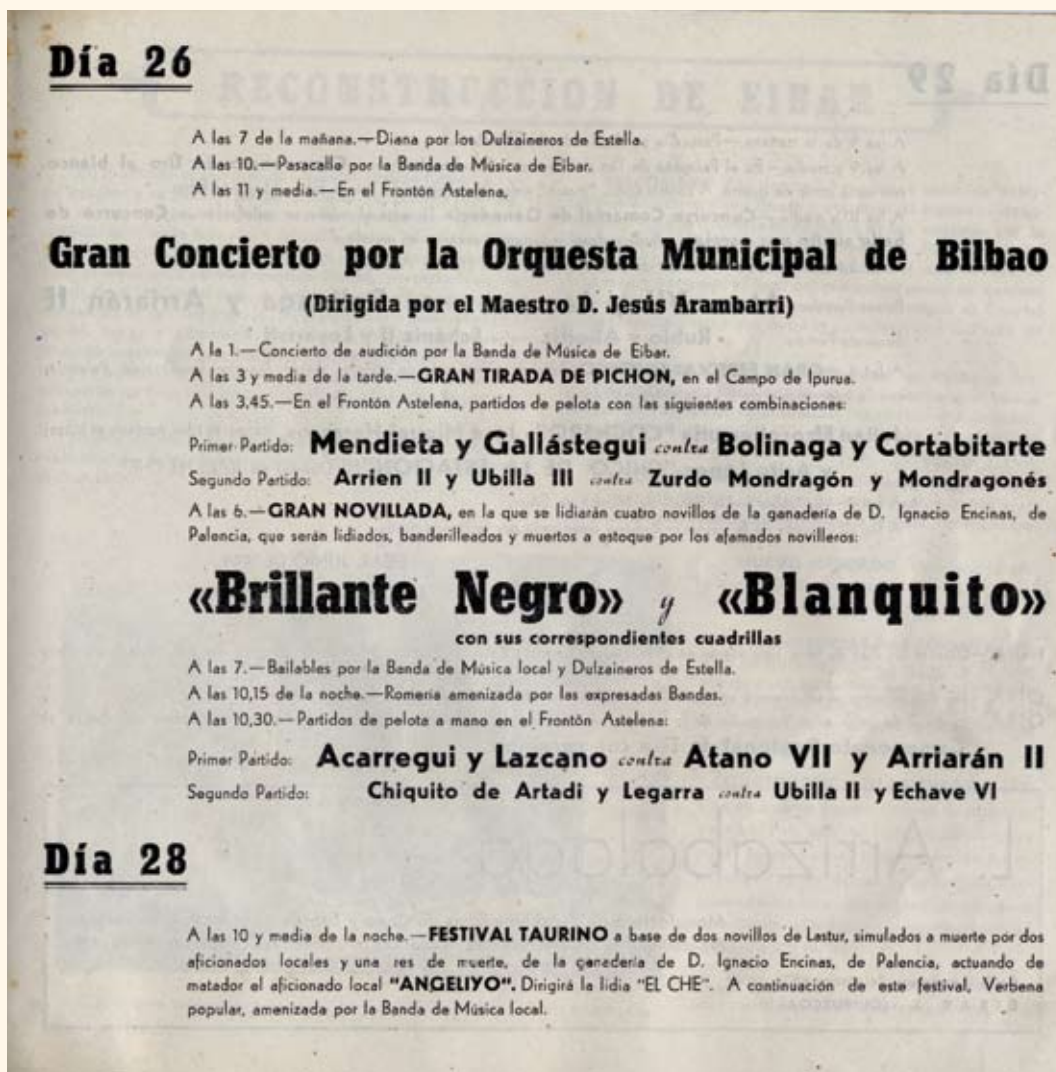 Día 26
A las 7 de la mañana.—Diana por los Dulzaineros de Estella.
A las 10.—Pasacalle por la Banda de Música de Eibar.
A las 11 y media.—En el Frontón Astelena,
Gran Concierto por la Orquesta Municipal de Bilbao
(Dirigida por el Maestro D. Jesús Arambarri)
A la 1.—Concierto de audición por la Banda de Música de Eibar.
A las 3 y media de la tarde.—GRAN TIRADA DE PICHON, en el Campo de Ipurua.
A las 3,45.—En el Frontón Astelena, partidos de pelota con las siguientes combinaciones:
Primer Partido: Mendieta y Gallástegui contra Bolinaga y Cortabitarte
Segundo Partido: Arrien II y Ubilla III contra Zurdo Mondragón y Mondragonés
A las 6.—GRAN NOVILLADA, en la que se lidiarán cuatro novillos de la ganadería de D. Ignacio Encinas, de
Palencia, que serán lidiados, banderilleados y muertos a estoque por los afamados novilleros:
«Brillante Negro» y «Blanquito»
con sus correspondientes cuadrillas
A las 7.—Bailables por la Banda de Música local y Dulzaineros de Estella.
A las 10,15 de la noche.—Romería amenizada por las expresadas Bandas.
A las 10,30.—Partidos de pelota a mano en el Frontón Astelena:
Primer Partido: Acarregui y Lazcano contra Atano VII y Arriarán II
Segundo Partido: Chiquito de Artadi y Legarra contra Ubilla II y Echave VI
Día 28
A las 10 y media de la noche.—FESTIVAL TAURINO a base de dos novillos de Lastur, simulados a muerte por dos
aficionados locales y una res de muerte, de la ganadería de D. Ignacio Encinas, de Palencia, actuando de
matador el aficionado local "ANGELIYO". Dirigirá la lidia "EL CHE". A continuación de este festival, Verbena
popular, amenizada por la Banda de Música local.